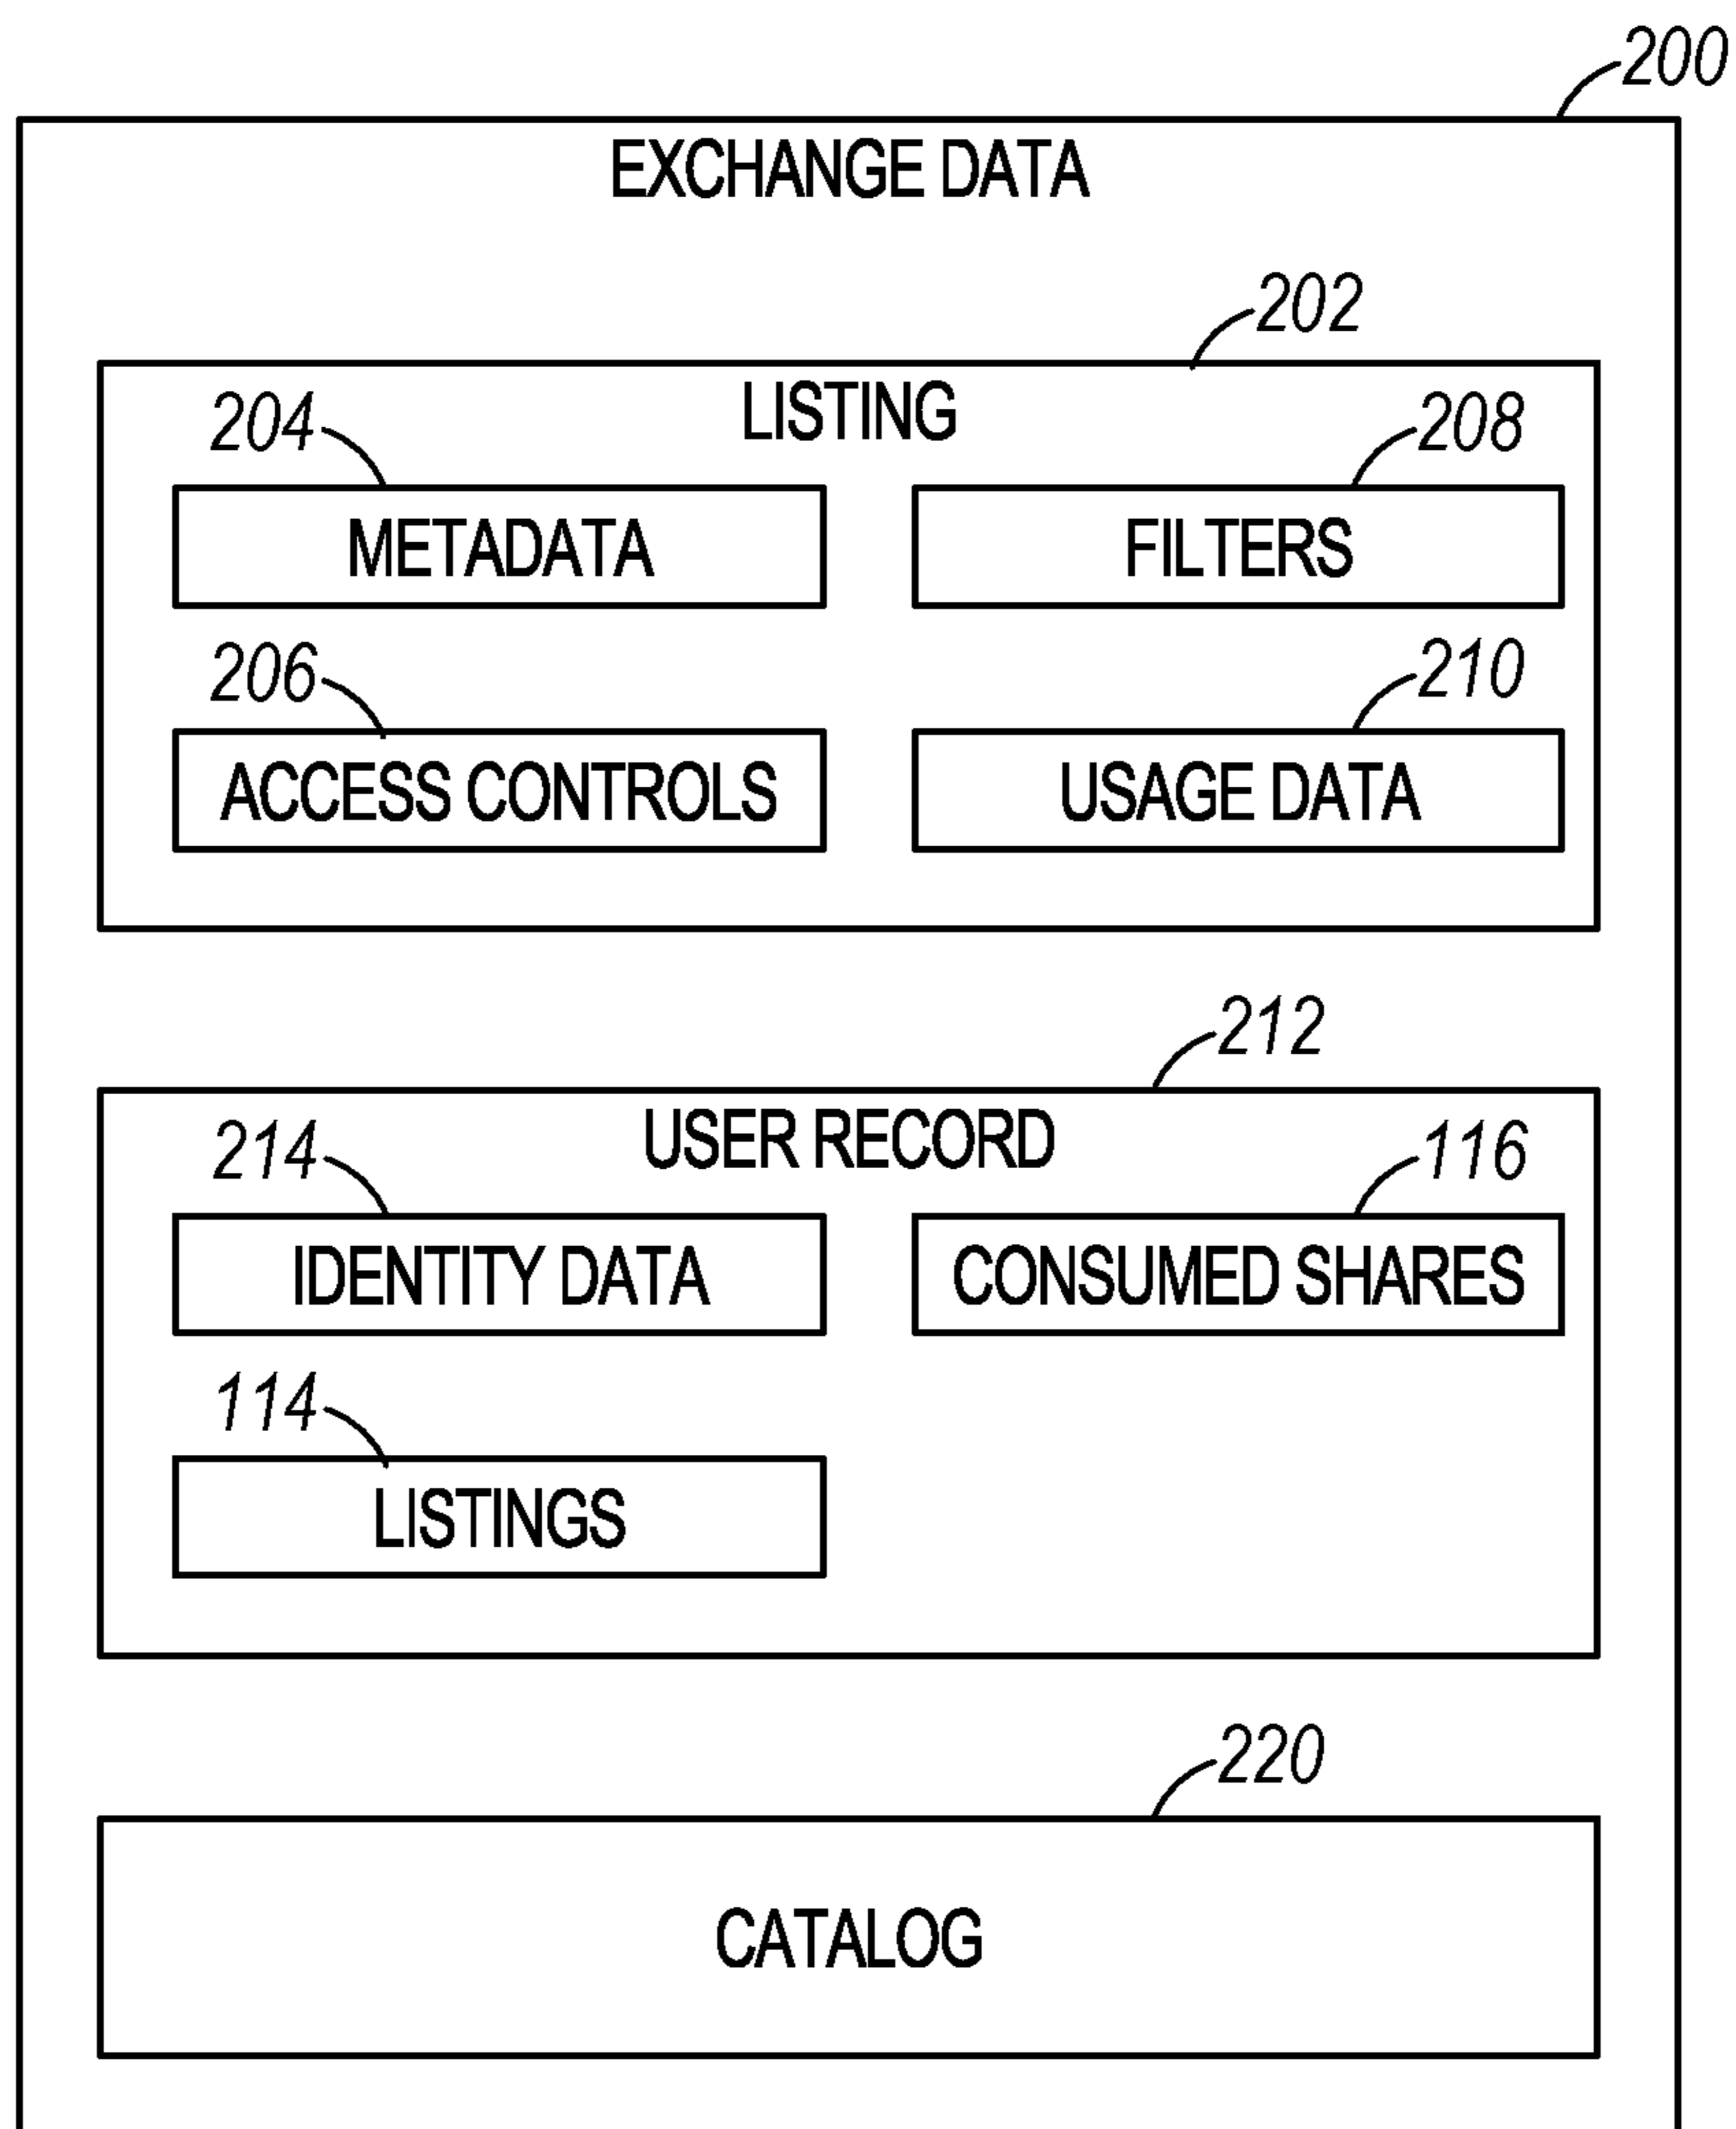 200
EXCHANGE DATA
202
LISTING
204
208
METADATA
FILTERS
206
210
ACCESS CONTROLS
USAGE DATA
212
USER RECORD
214
116
IDENTITY DATA
CONSUMED SHARES
114
LISTINGS
220
CATALOG